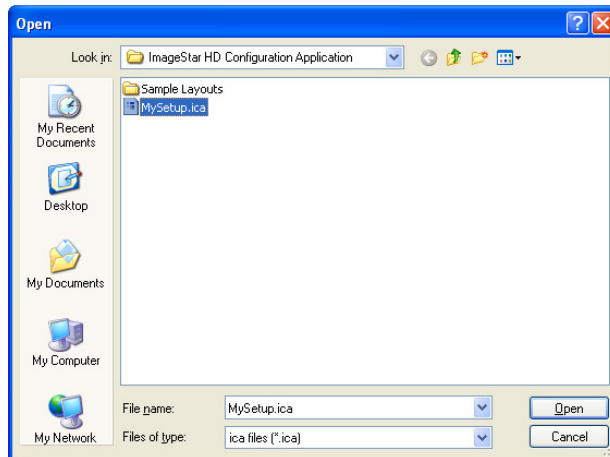 Open
Look in: ImageStar HD Configuration Application
Sample Layouts
MySetup.ica
My Recent
Documents
Desktop
My Documents
My Computer
My Network
File name: MySetup.ica Open
Files of type: ica files (*.ica) Cancel